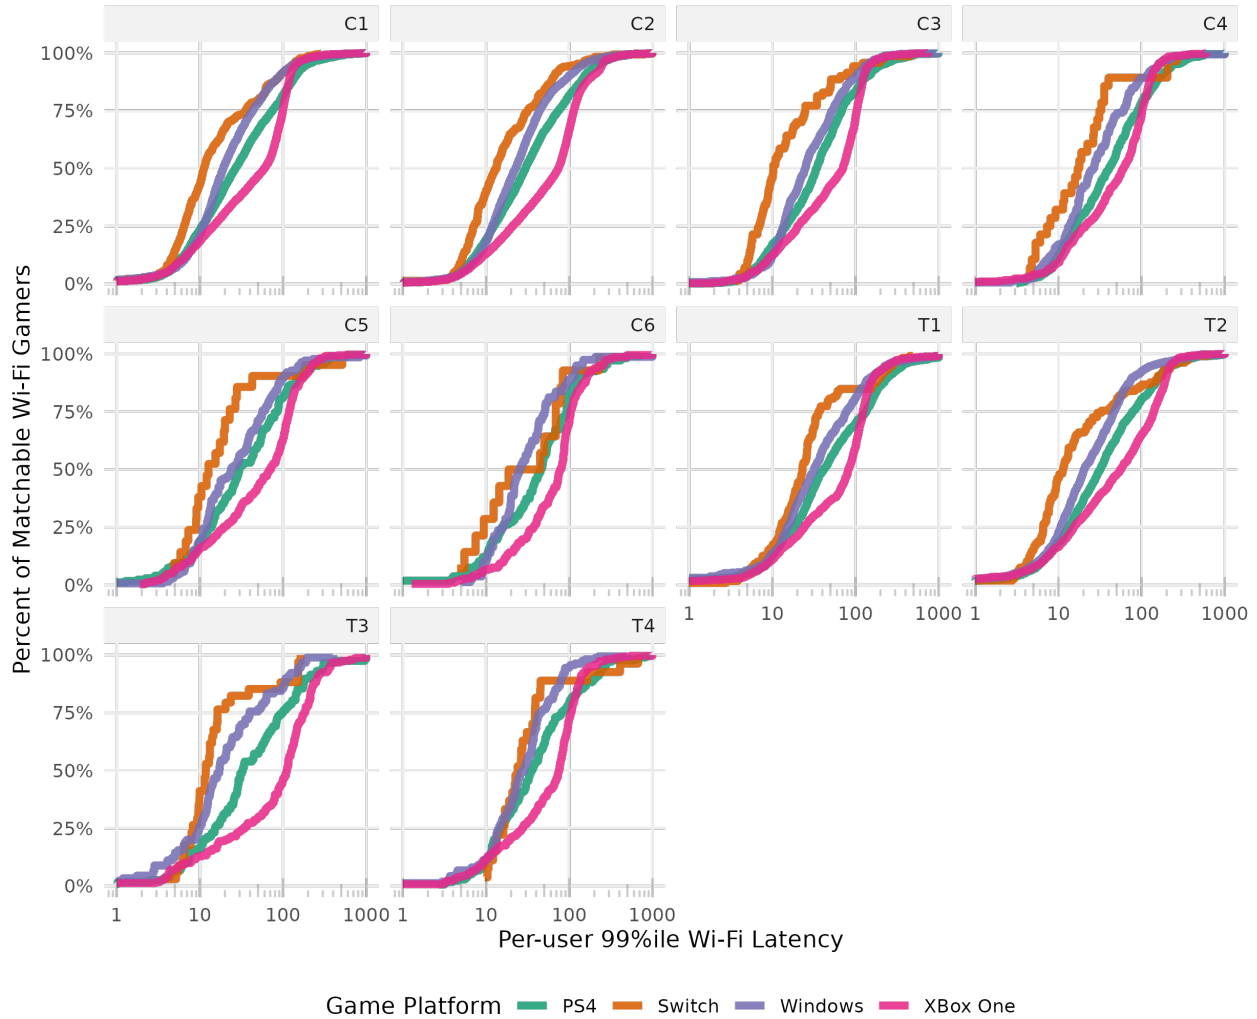 C1 C2 C3 C4
100%
75%
50%
25%
0%
C5 C6 T1 T2
100%
75%
50%
25%
0%
1 10 100 1000 1 10 100 1000
T3 T4
100%
75%
50%
25%
0%
1 10 100 1000 1 10 100 1000
Percent of Matchable Wi-Fi Gamers
Per-user 99%ile Wi-Fi Latency
Game Platform PS4 Switch Windows XBox One